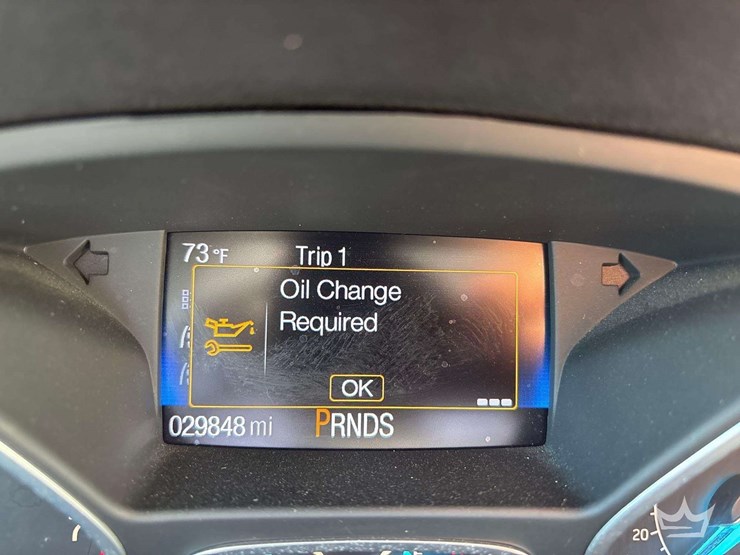 73°F Trip 1
Oil Change
Required
OK
029848 mi PRNDS
20